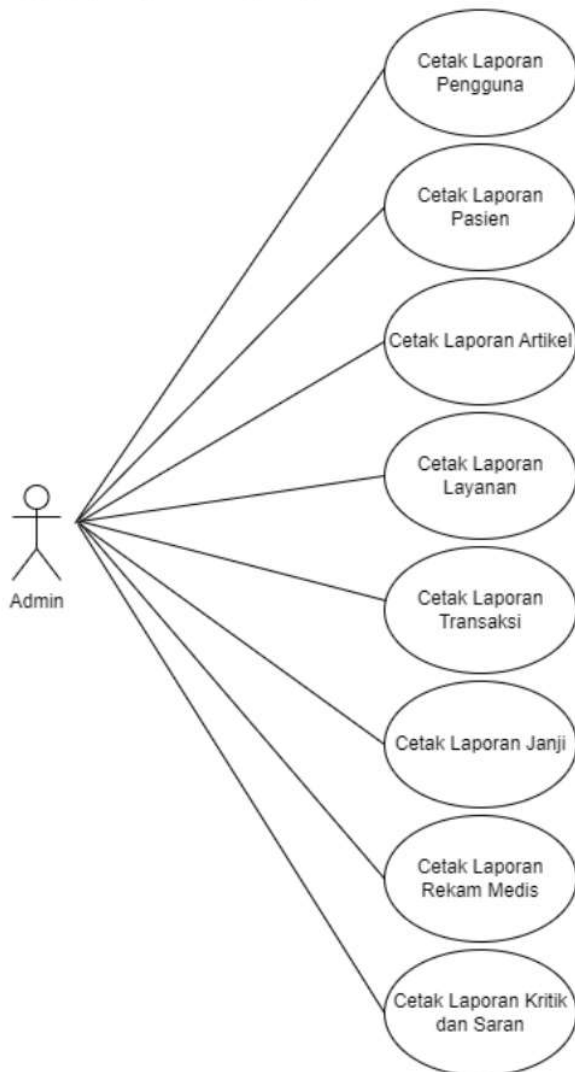 Cetak Laporan
Pengguna
Cetak Laporan
Pasien
Cetak Laporan Artikel
Cetak Laporan
Layanan
Admin
Cetak Laporan
Transaksi
Cetak Laporan Janji
Cetak Laporan
Rekam Medis
Cetak Laporan Kritik
dan Saran